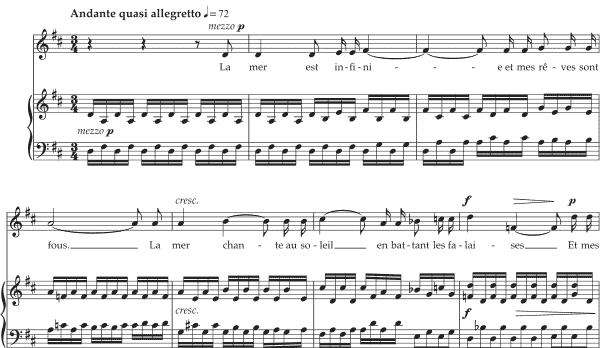 Andante quasi allegretto ♩= 72
mezzo p
La mer est in-fi-ni- - - - e et mes rê-ves sont
mezzo p
cresc. f p
fous. La mer chan- - te au so-leil en bat-tant les fa-lai- - ses Et mes
cresc. f